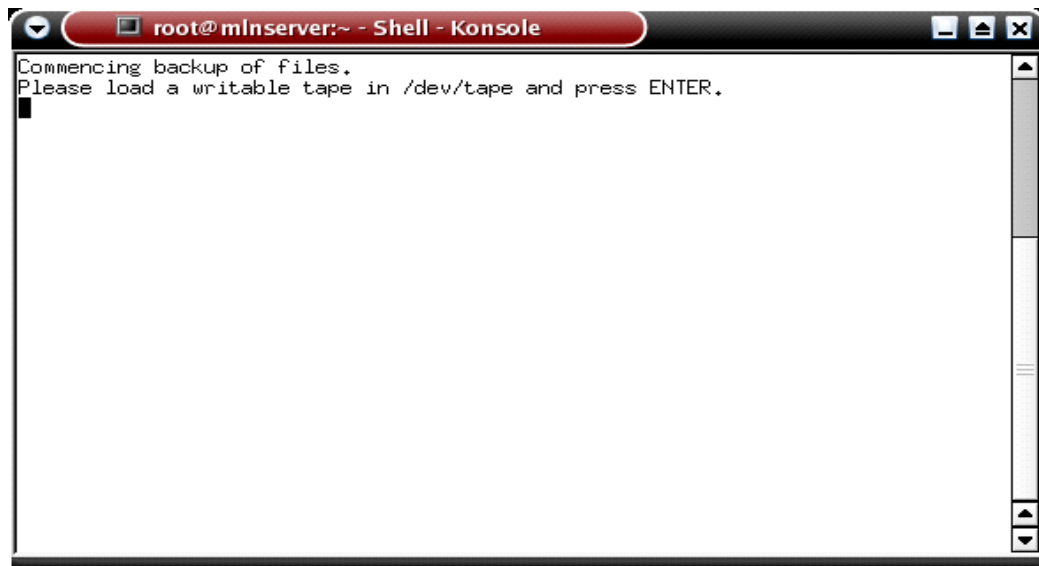 root@mlnserver:~ - Shell - Konsole
Commencing backup of files.
Please load a writable tape in /dev/tape and press ENTER.